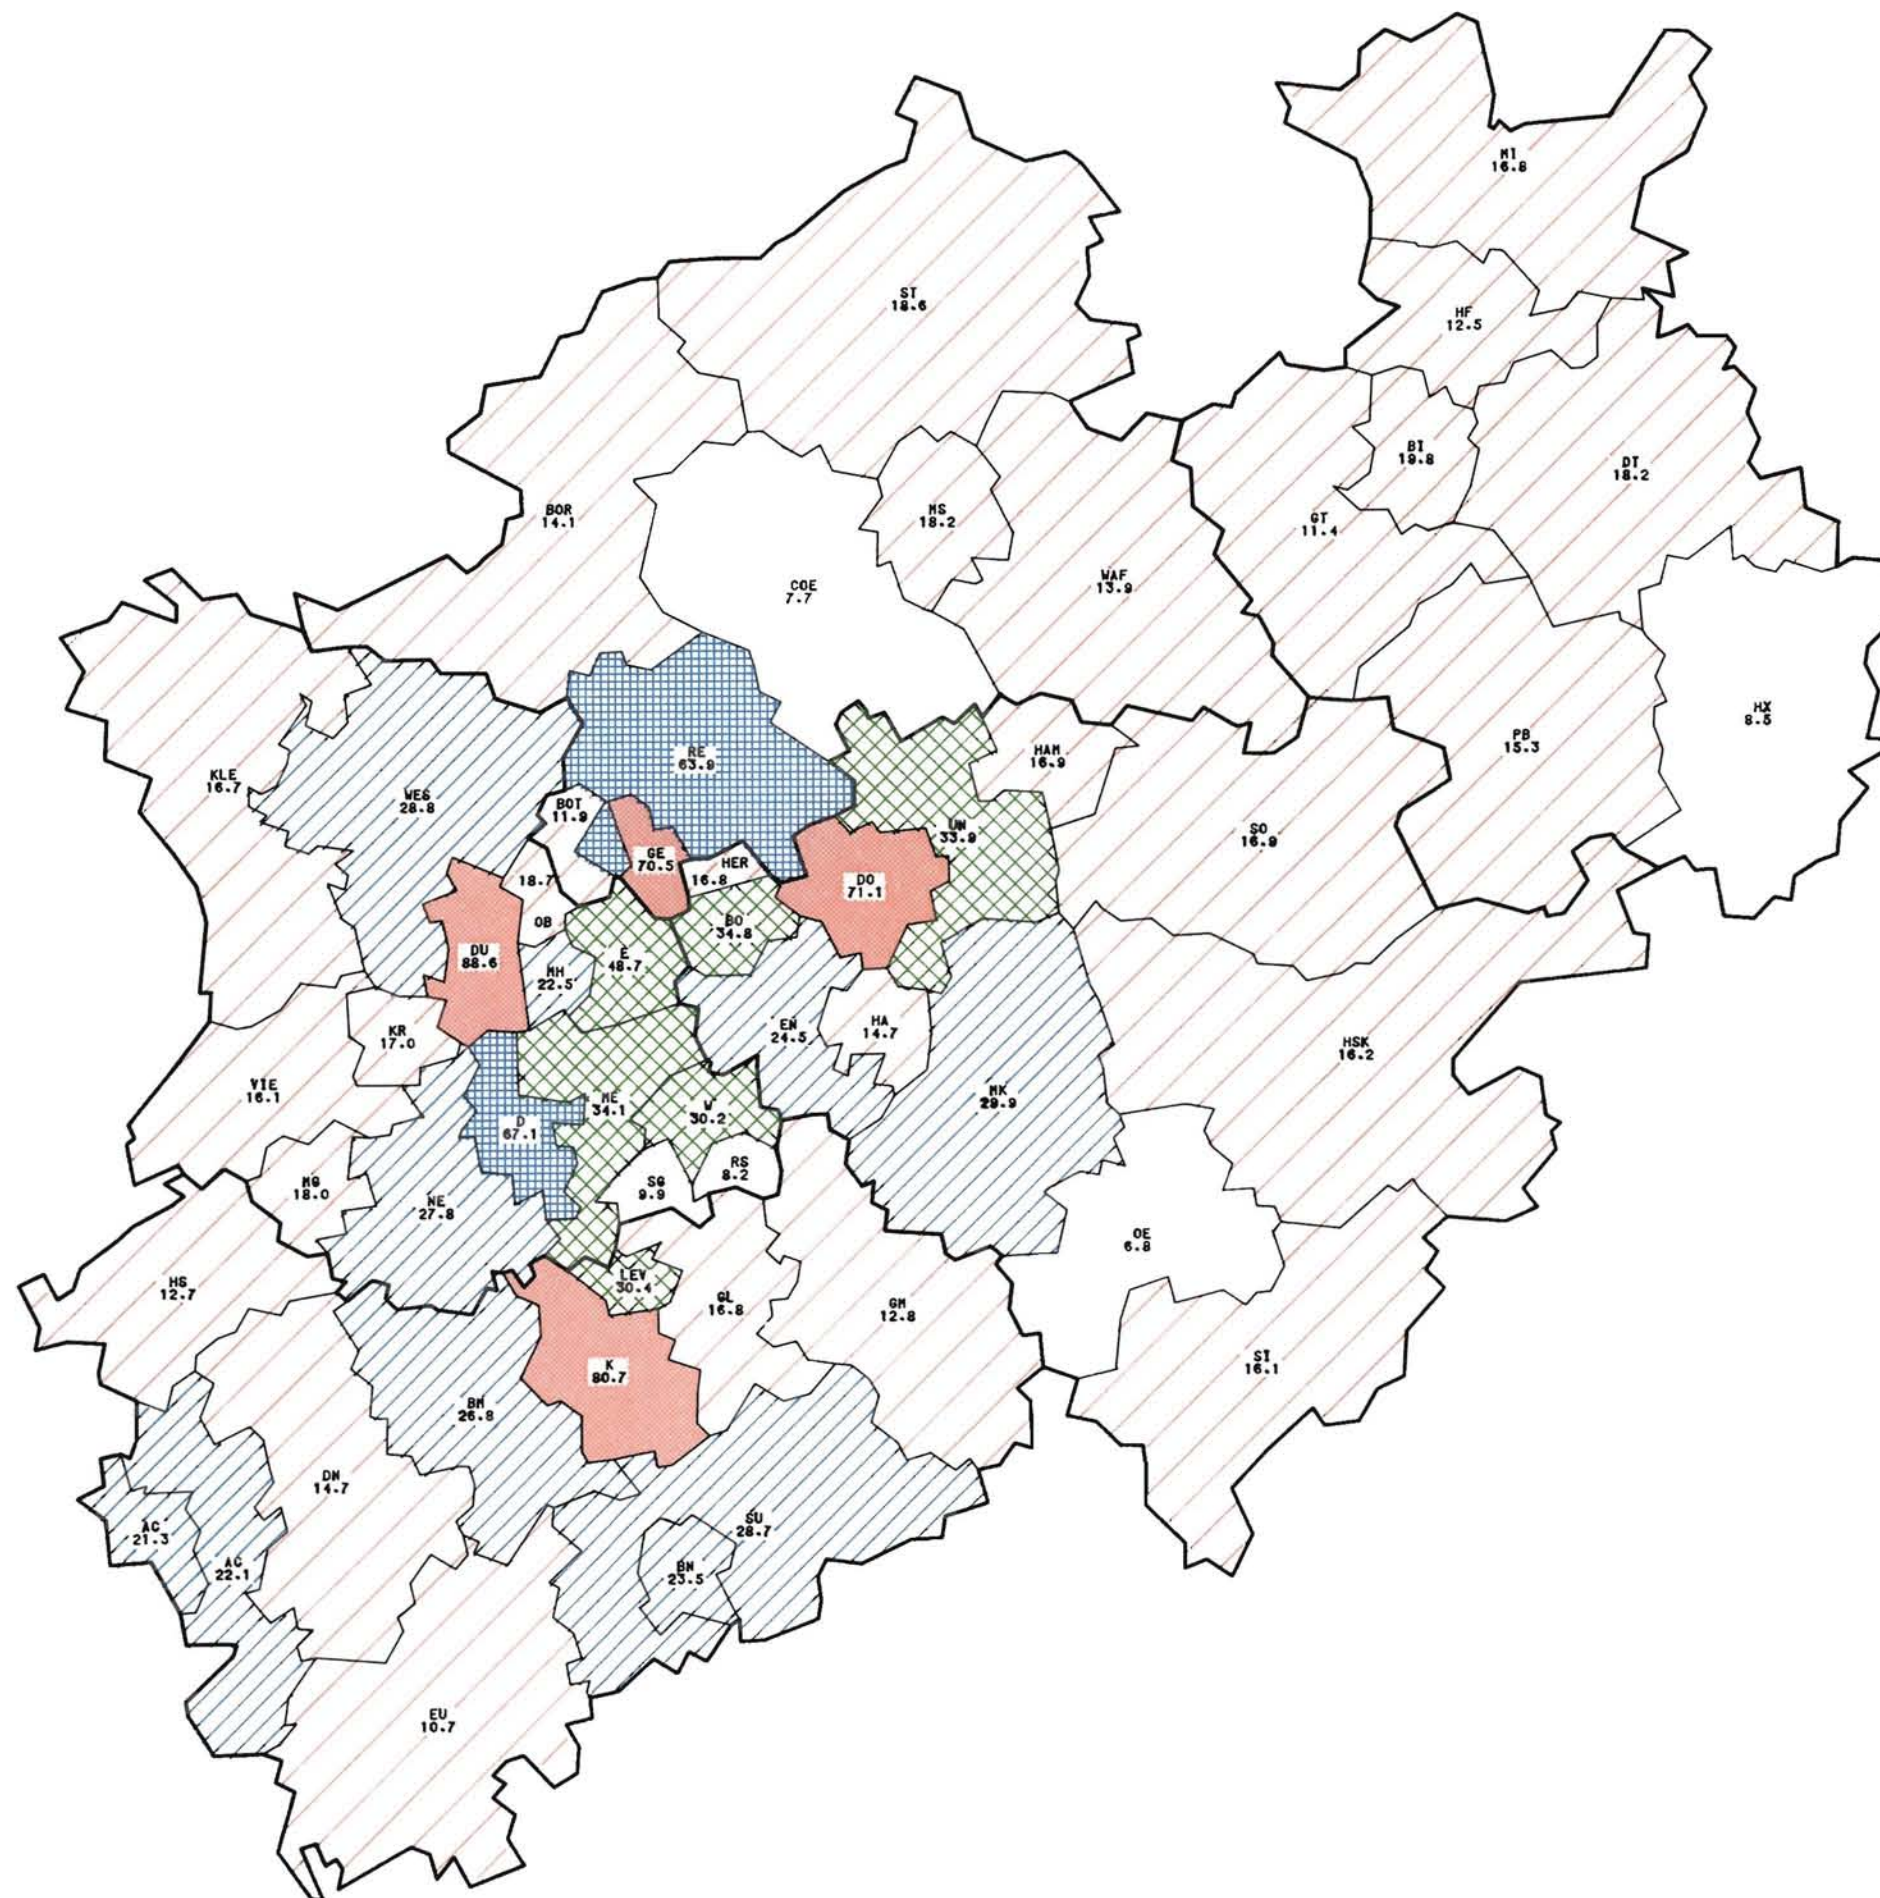 MI
16.8
ST
18.6
HF
12.5
BI
19.8
DT
18.2
BOR
14.1
MS
18.2
GT
11.4
COE
7.7
WAF
13.9
HX
8.5
PB
15.3
RE
63.9
HAM
16.9
KLE
16.7
WES
28.8
BOT
11.9
UN
33.9
SO
16.9
GE
70.5
HER
16.8
DO
71.1
18.7
OB
BO
34.8
DU
88.6
E
48.7
MH
22.5
EN
24.5
HA
14.7
KR
17.0
HSK
16.2
VIE
16.1
MK
29.9
ME
34.1
W
30.2
D
67.1
RS
8.2
SG
9.9
MG
18.0
NE
27.8
OE
6.8
HS
12.7
LEV
30.4
GL
16.8
GM
12.8
SI
16.1
K
80.7
BM
26.8
DN
14.7
SU
28.7
AC
21.3
AC
22.1
BN
23.5
EU
10.7